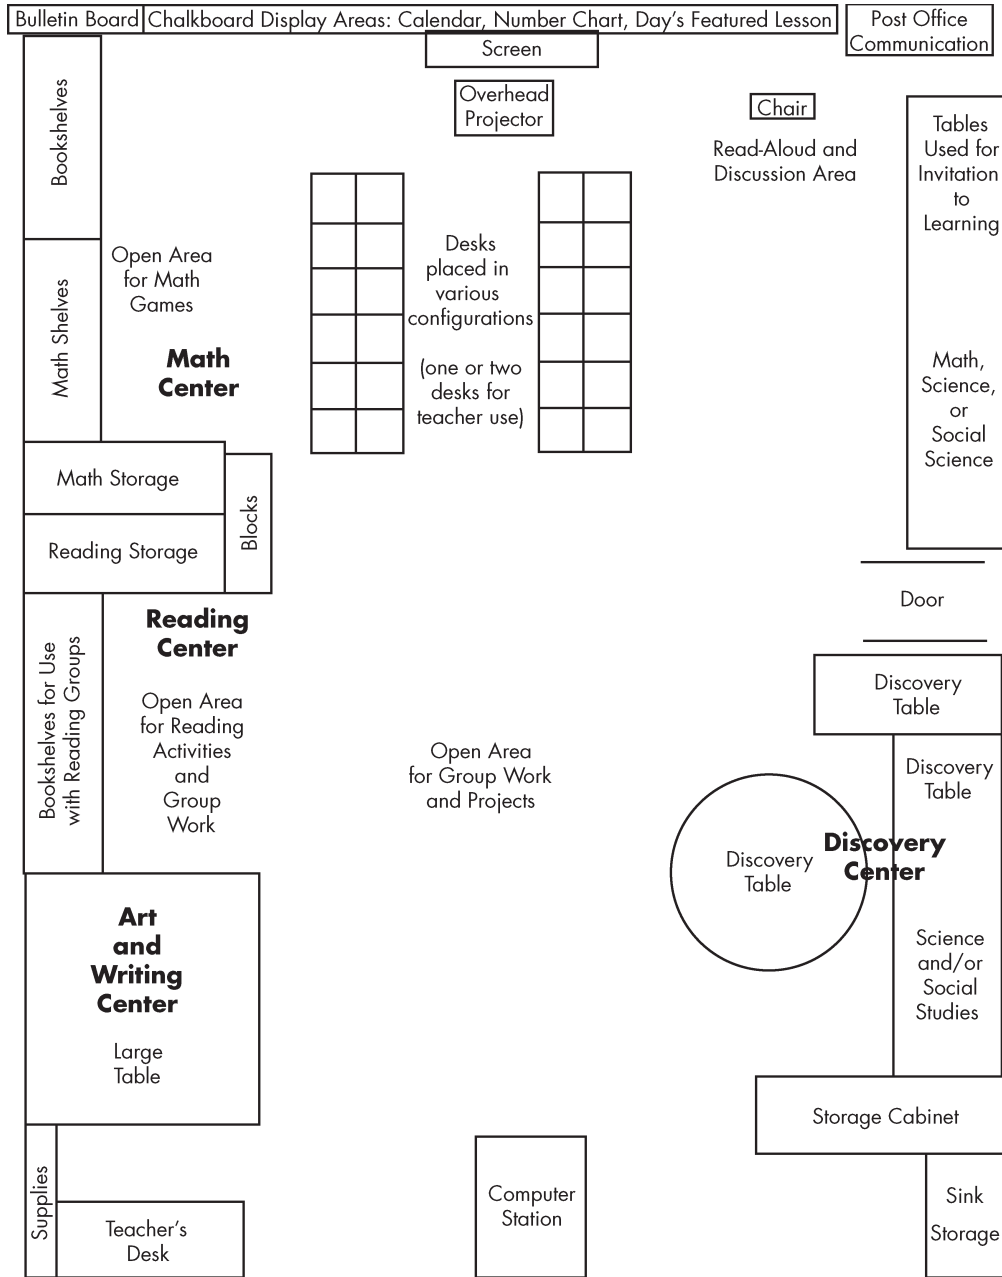 Bulletin Board
Chalkboard Display Areas: Calendar, Number Chart, Day's Featured Lesson
Post Office
Communication
Screen
Overhead
Projector
Chair
Read-Aloud and
Discussion Area
Tables
Used for
Invitation
to
Learning
Math,
Science,
or
Social
Science
Bookshelves
Math Shelves
Open Area
for Math
Games
Math
Center
Desks
placed in
various
configurations
(one or two
desks for
teacher use)
Math Storage
Reading Storage
Blocks
Door
Reading
Center
Bookshelves for Use
with Reading Groups
Open Area
for Reading
Activities
and
Group
Work
Open Area
for Group Work
and Projects
Discovery
Table
Discovery
Table
Discovery
Table
Discovery
Center
Science
and/or
Social
Studies
Art
and
Writing
Center
Large
Table
Storage Cabinet
Supplies
Teacher's
Desk
Computer
Station
Sink
Storage